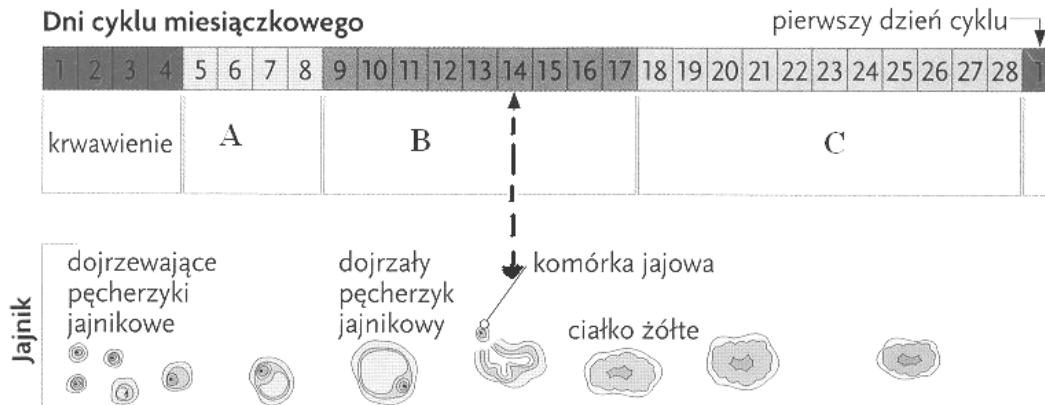 Dni cyklu miesiączkowego
pierwszy dzień cyklu
1 2 3 4 5 6 7 8 9 10 11 12 13 14 15 16 17 18 19 20 21 22 23 24 25 26 27 28 1
krwawienie A B C
Jajnik
dojrzewające pęcherzyki jajnikowe
dojrzały pęcherzyk jajnikowy
komórka jajowa
ciałko żółte